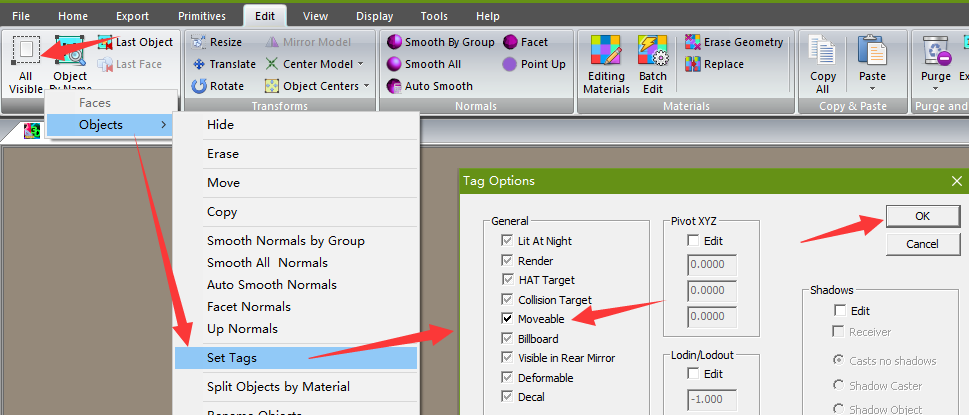 File Home Export Primitives Edit View Display Tools Help
All Visible
Object By Name
Last Object
Last Face
Resize
Translate
Rotate
Mirror Model
Center Model
Object Centers
Transforms
Smooth By Group
Smooth All
Auto Smooth
Facet
Point Up
Normals
Editing Materials
Batch Edit
Erase Geometry
Replace
Materials
Copy All
Paste
Copy & Paste
Purge
Purge and
Faces
Objects
Hide
Erase
Move
Copy
Smooth Normals by Group
Smooth All Normals
Auto Smooth Normals
Facet Normals
Up Normals
Set Tags
Split Objects by Material
Rename Objects
Tag Options
General
Lit At Night
Render
HAT Target
Collision Target
Moveable
Billboard
Visible in Rear Mirror
Deformable
Decal
Pivot XYZ
Edit
0.0000
0.0000
0.0000
Lodin/Lodout
Edit
-1.000
OK
Cancel
Shadows
Edit
Receiver
Casts no shadows
Shadow Caster
Shadow Object